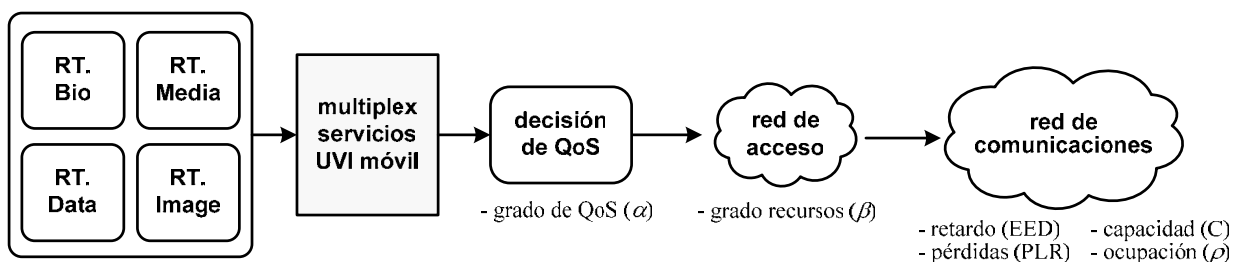 RT.
Bio
RT.
Media
RT.
Data
RT.
Image
multiplex
servicios
UVI móvil
decisión
de QoS
- grado de QoS (α)
red de
acceso
- grado recursos (β)
red de
comunicaciones
- retardo (EED)
- capacidad (C)
- pérdidas (PLR)
- ocupación (ρ)